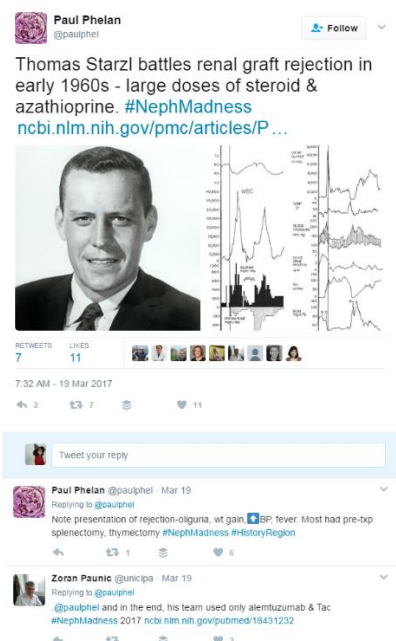 Paul Phelan
@paulphel
Follow
Thomas Starzl battles renal graft rejection in
early 1960s - large doses of steroid &
azathioprine. #NephMadness
ncbi.nlm.nih.gov/pmc/articles/P…
WBC
RETWEETS LIKES
7 11
7:32 AM - 19 Mar 2017
2 7 11
Tweet your reply
Paul Phelan @paulphel · Mar 19
Replying to @paulphel
Note presentation of rejection-oliguria, wt gain, ⬆BP, fever. Most had pre-txp
splenectomy, thymectomy #NephMadness #HistoryRegion
1 6
Zoran Paunic @unicipa · Mar 19
Replying to @paulphel
.@paulphel and in the end, his team used only alemtuzumab & Tac
#NephMadness 2017 ncbi.nlm.nih.gov/pubmed/18431232